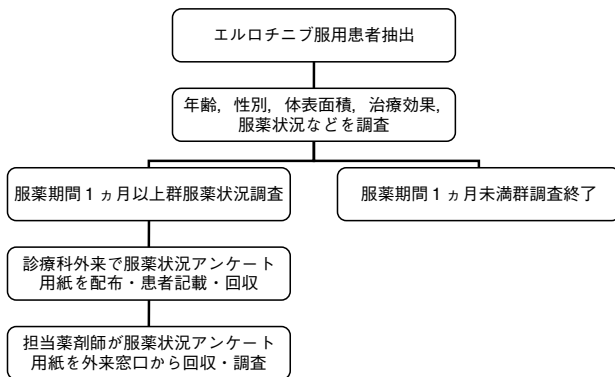 エルロチニブ服用患者抽出
年齢，性別，体表面積，治療効果，
服薬状況などを調査
服薬期間１ヵ月以上群服薬状況調査
服薬期間１ヵ月未満群調査終了
診療科外来で服薬状況アンケート
用紙を配布・患者記載・回収
担当薬剤師が服薬状況アンケート
用紙を外来窓口から回収・調査